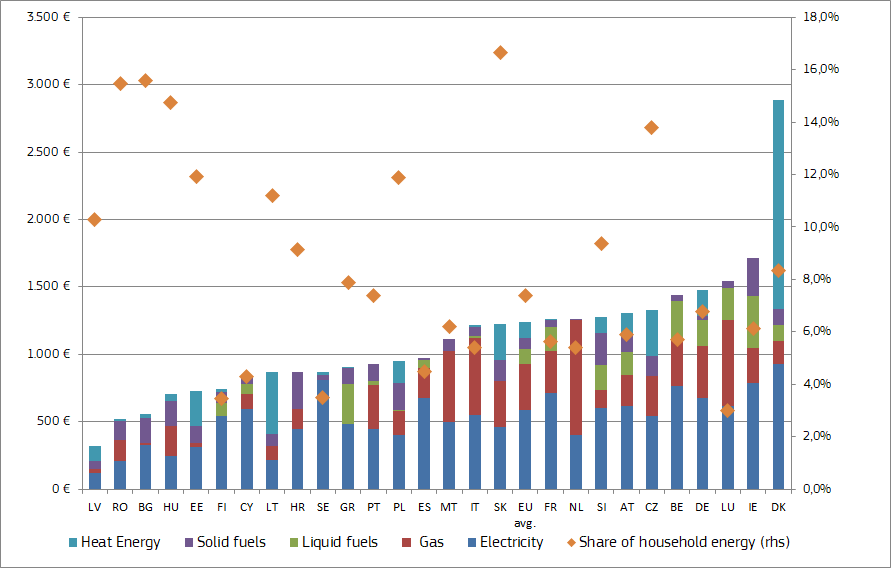 3.500 € 18,0%
16,0%
3.000 €
14,0%
2.500 €
12,0%
2.000 €
10,0%
1.500 € 8,0%
6,0%
1.000 €
4,0%
500 €
2,0%
0 € 0,0%
LV RO BG HU EE FI CY LT HR SE GR PT PL ES MT IT SK EU FR NL SI AT CZ BE DE LU IE DK
avg.
Heat Energy Solid fuels Liquid fuels Gas Electricity Share of household energy (rhs)